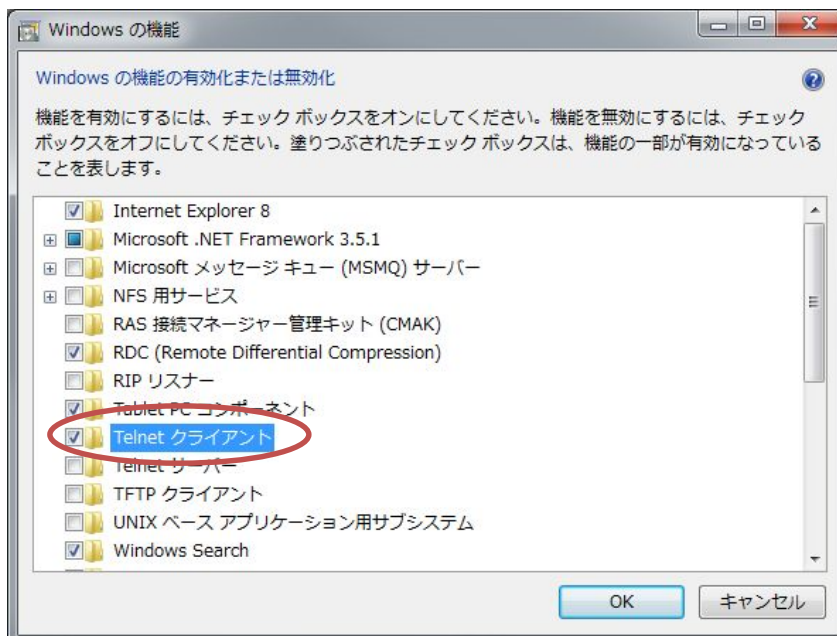 Windows の機能
Windows の機能の有効化または無効化
機能を有効にするには、チェック ボックスをオンにしてください。機能を無効にするには、チェック
ボックスをオフにしてください。塗りつぶされたチェック ボックスは、機能の一部が有効になっている
ことを表します。
Internet Explorer 8
Microsoft .NET Framework 3.5.1
Microsoft メッセージ キュー (MSMQ) サーバー
NFS 用サービス
RAS 接続マネージャー管理キット (CMAK)
RDC (Remote Differential Compression)
RIP リスナー
Tablet PC コンポーネント
Telnet クライアント
Telnet サーバー
TFTP クライアント
UNIX ベース アプリケーション用サブシステム
Windows Search
OK
キャンセル